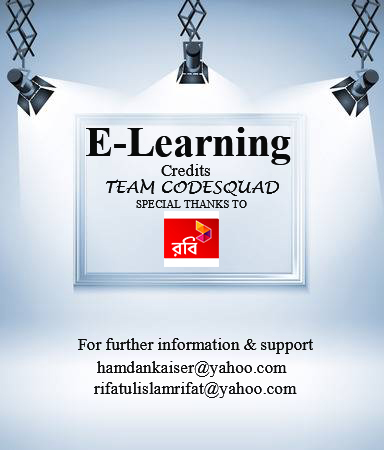 E-Learning
Credits
TEAM CODESQUAD
SPECIAL THANKS TO
রবি
For further information & support
hamdankaiser@yahoo.com
rifatulislamrifat@yahoo.com